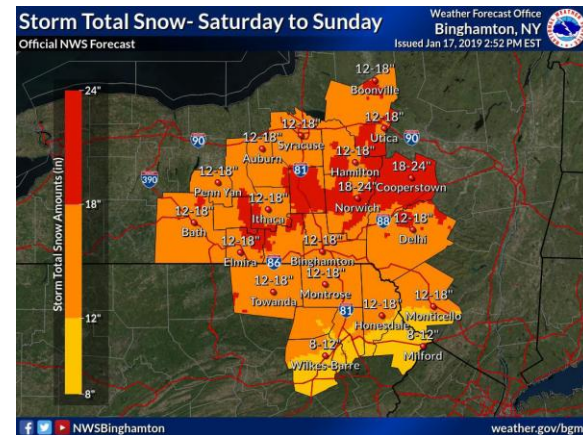 Storm Total Snow- Saturday to Sunday
Official NWS Forecast
Weather Forecast Office
Binghamton, NY
Issued Jan 17, 2019 2:52 PM EST
Storm Total Snow Amounts (in)
24"
18"
12"
8"
12-18"
Boonville
12-18"
Utica
12-18"
Syracuse
12-18"
Auburn
12-18"
Hamilton
18-24"
Cooperstown
12-18"
Penn Yan
18-24"
Norwich
12-18"
Ithaca
12-18"
Bath
12-18"
Delhi
12-18"
Elmira
12-18"
Binghamton
12-18"
Towanda
12-18"
Montrose
12-18"
Monticello
12-18"
Honesdale
8-12"
Milford
8-12"
Wilkes-Barre
90
90
390
81
88
86
81
NWSBinghamton
weather.gov/bgm